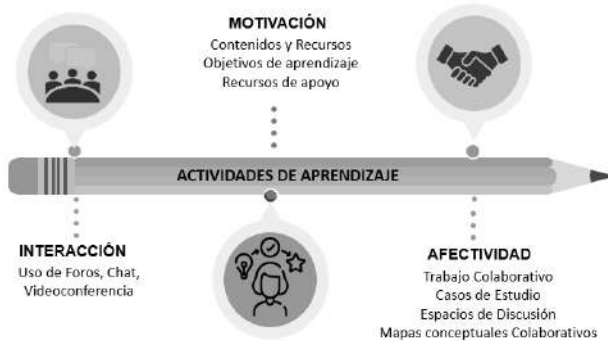 MOTIVACIÓN
Contenidos y Recursos
Objetivos de aprendizaje
Recursos de apoyo
ACTIVIDADES DE APRENDIZAJE
INTERACCIÓN
Uso de Foros, Chat,
Videoconferencia
AFECTIVIDAD
Trabajo Colaborativo
Casos de Estudio
Espacios de Discusión
Mapas conceptuales Colaborativos